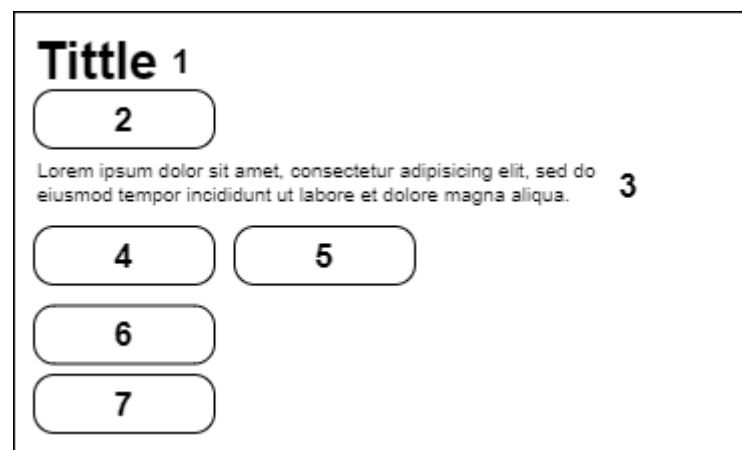 Tittle 1
2
Lorem ipsum dolor sit amet, consectetur adipisicing elit, sed do
eiusmod tempor incididunt ut labore et dolore magna aliqua. 3
4 5
6
7